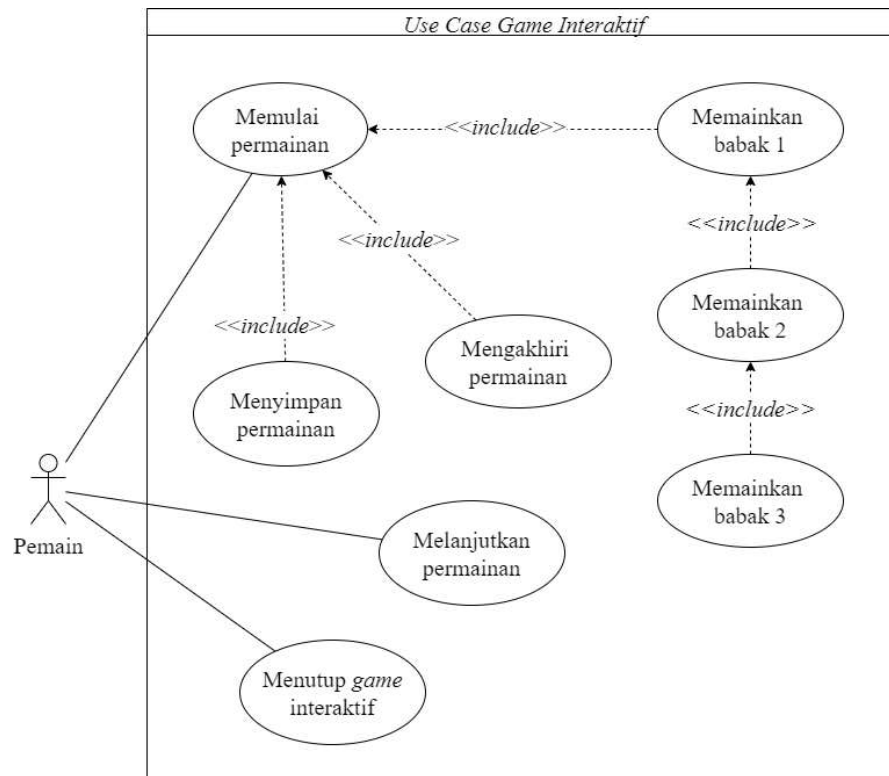 Use Case Game Interaktif
Memulai
permainan
<<include>>
Memainkan
babak 1
<<include>>
<<include>>
Memainkan
babak 2
<<include>>
Mengakhiri
permainan
Menyimpan
permainan
<<include>>
Memainkan
babak 3
Pemain
Melanjutkan
permainan
Menutup game
interaktif